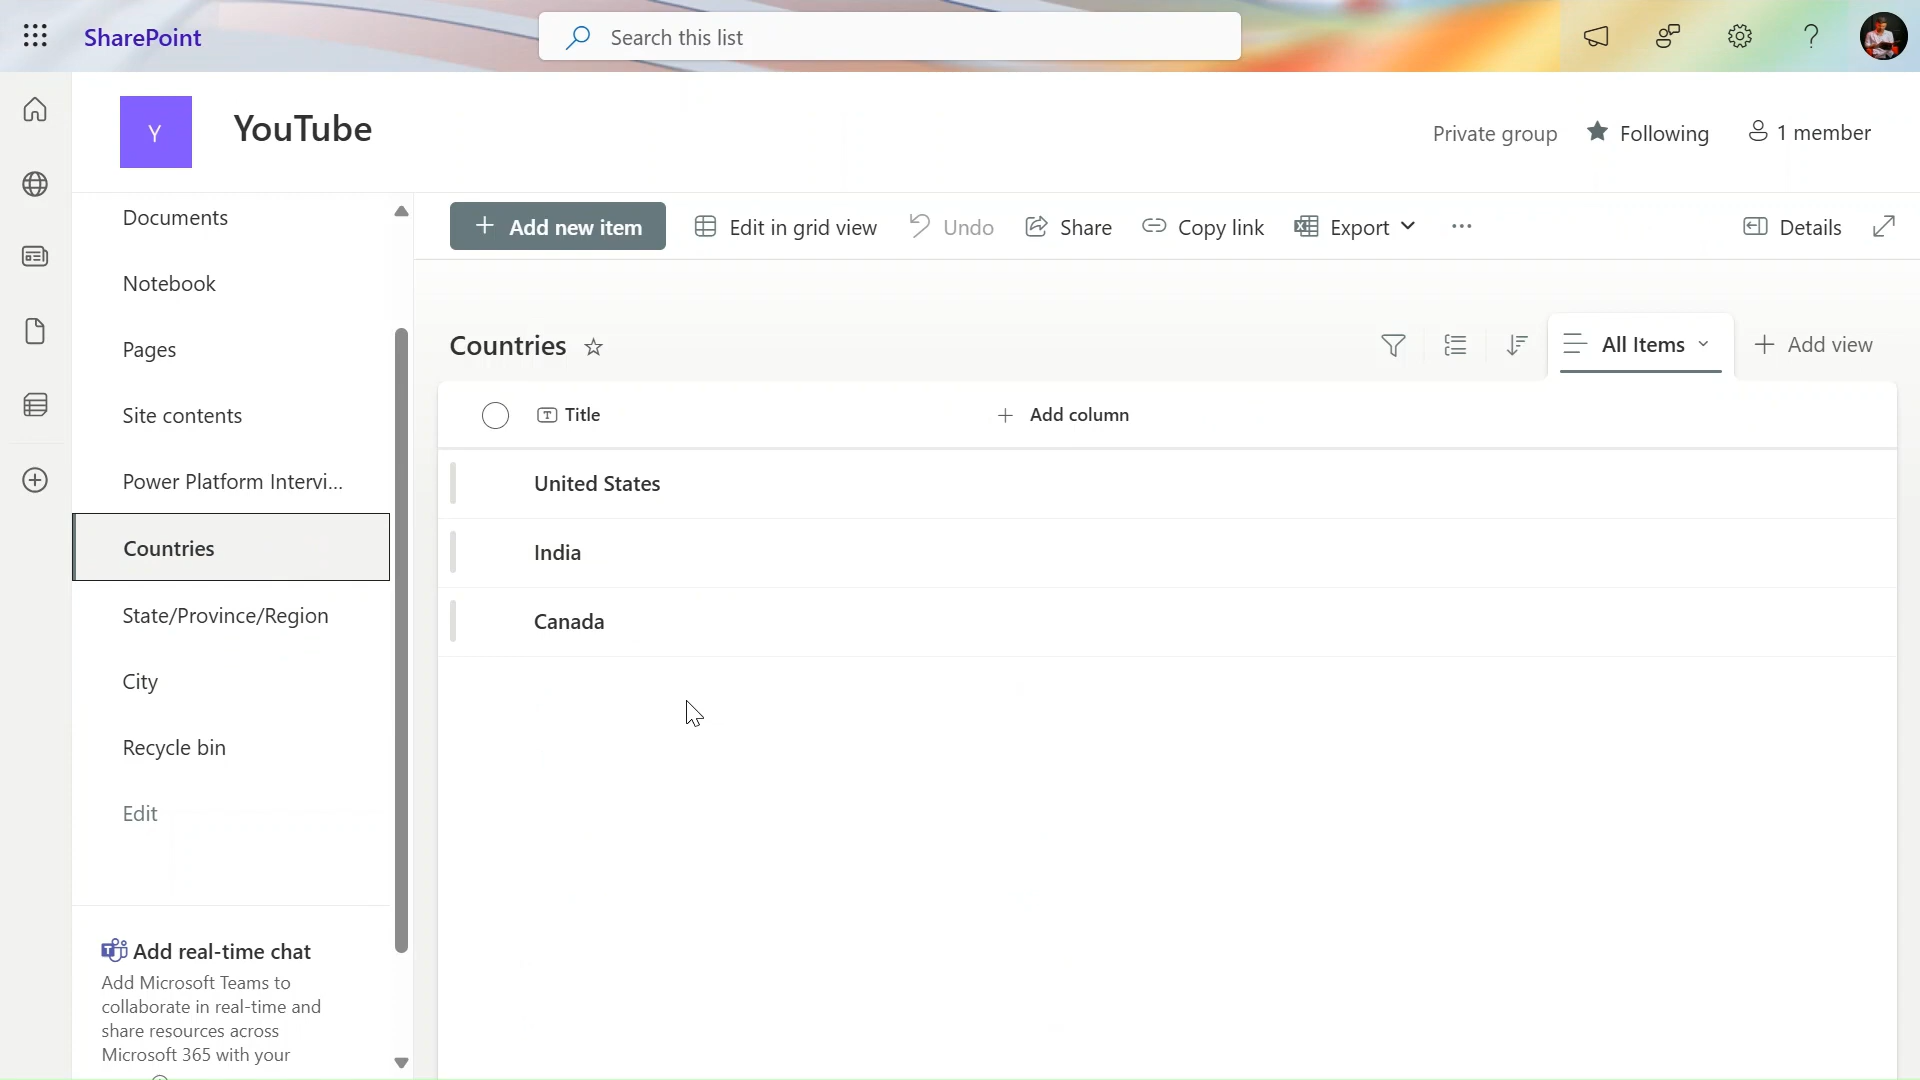 SharePoint
Search this list
Y
YouTube
Private group
Following
1 member
Documents
Notebook
Pages
Site contents
Power Platform Intervi...
Countries
State/Province/Region
City
Recycle bin
Edit
Add real-time chat
Add Microsoft Teams to
collaborate in real-time and
share resources across
Microsoft 365 with your
Add new item
Edit in grid view
Undo
Share
Copy link
Export
Details
Countries
All Items
Add view
Title
Add column
United States
India
Canada